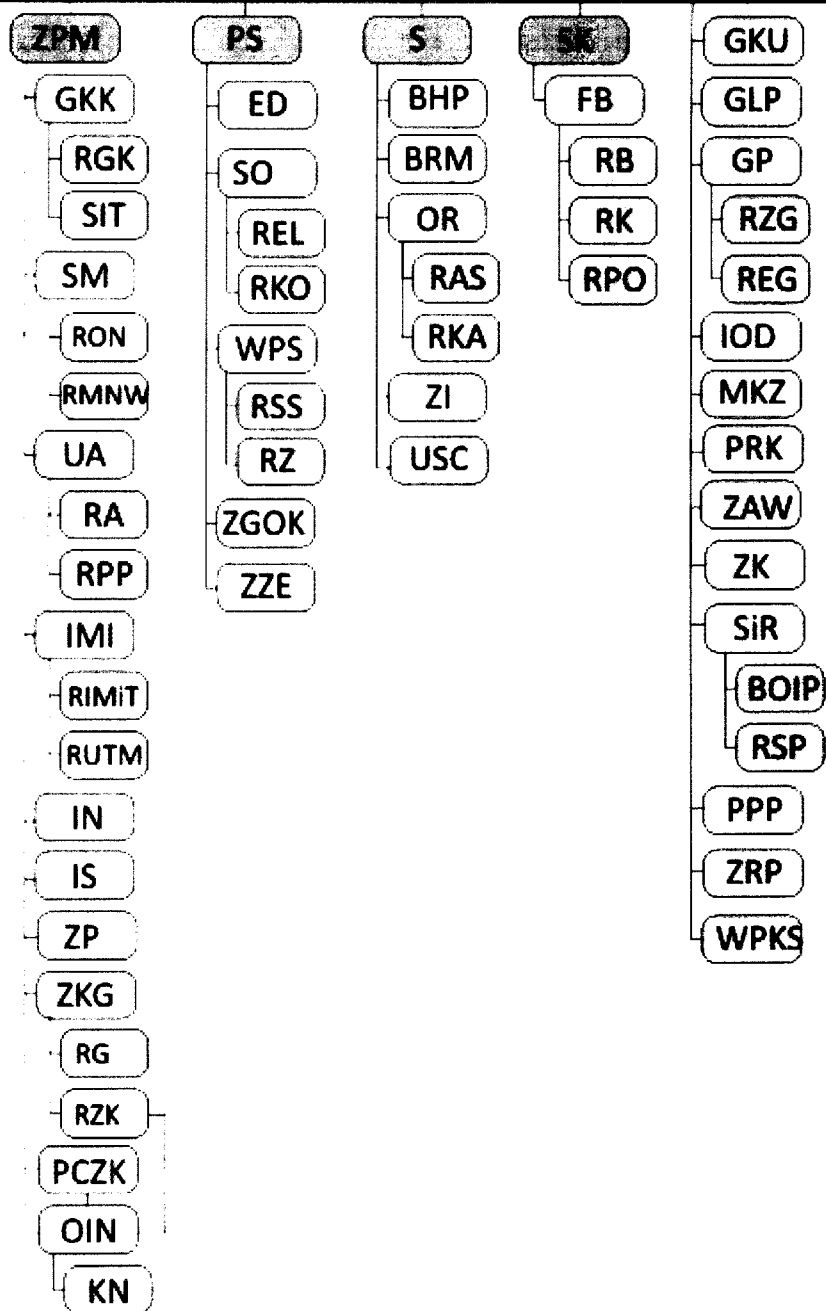 ZPM
GKK
RGK
SIT
SM
RON
RMNW
UA
RA
RPP
IMI
RIMiT
RUTM
IN
IS
ZP
ZKG
RG
RZK
PCZK
OIN
KN
PS
ED
SO
REL
RKO
WPS
RSS
RZ
ZGOK
ZZE
S
BHP
BRM
OR
RAS
RKA
ZI
USC
SK
FB
RB
RK
RPO
GKU
GLP
GP
RZG
REG
IOD
MKZ
PRK
ZAW
ZK
SiR
BOIP
RSP
PPP
ZRP
WPKS